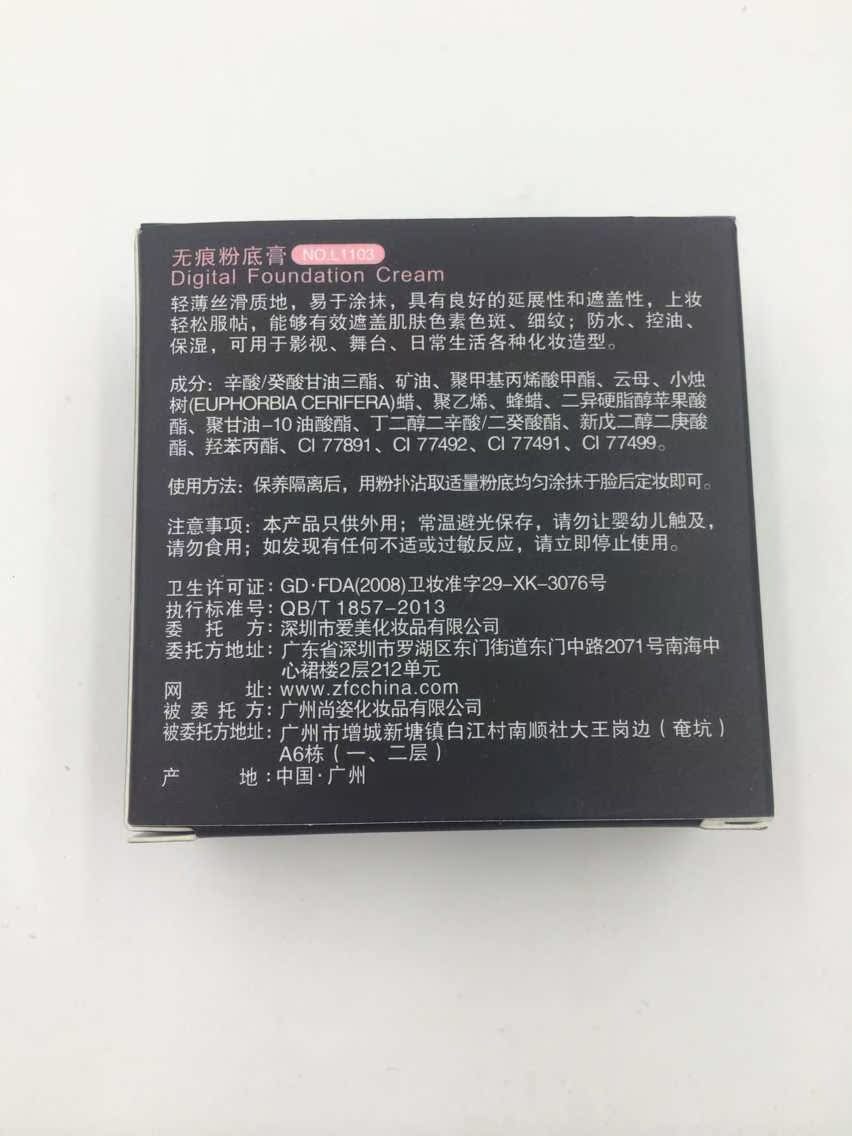 无痕粉底膏 NO.L1103
Digital Foundation Cream
轻薄丝滑质地，易于涂抹，具有良好的延展性和遮盖性，上妆
轻松服帖，能够有效遮盖肌肤色素色斑、细纹；防水、控油、
保湿，可用于影视、舞台、日常生活各种化妆造型。
成分：辛酸/癸酸甘油三酯、矿油、聚甲基丙烯酸甲酯、云母、小烛
树(EUPHORBIA CERIFERA)蜡、聚乙烯、蜂蜡、二异硬脂醇苹果酸
酯、聚甘油-10 油酸酯、丁二醇二辛酸/二癸酸酯、新戊二醇二庚酸
酯、羟苯丙酯、CI 77891、CI 77492、CI 77491、CI 77499。
使用方法：保养隔离后，用粉扑沾取适量粉底均匀涂抹于脸后定妆即可。
注意事项：本产品只供外用；常温避光保存，请勿让婴幼儿触及，
请勿食用；如发现有任何不适或过敏反应，请立即停止使用。
卫生许可证：GD·FDA(2008)卫妆准字29-XK-3076号
执行标准号：QB/T 1857-2013
委 托 方：深圳市爱美化妆品有限公司
委托方地址：广东省深圳市罗湖区东门街道东门中路2071号南海中
心裙楼2层212单元
网 址：www.zfcchina.com
被 委 托 方：广州尚姿化妆品有限公司
被委托方地址：广州市增城新塘镇白江村南顺社大王岗边（奄坑）
A6栋（一、二层）
产 地：中国·广州